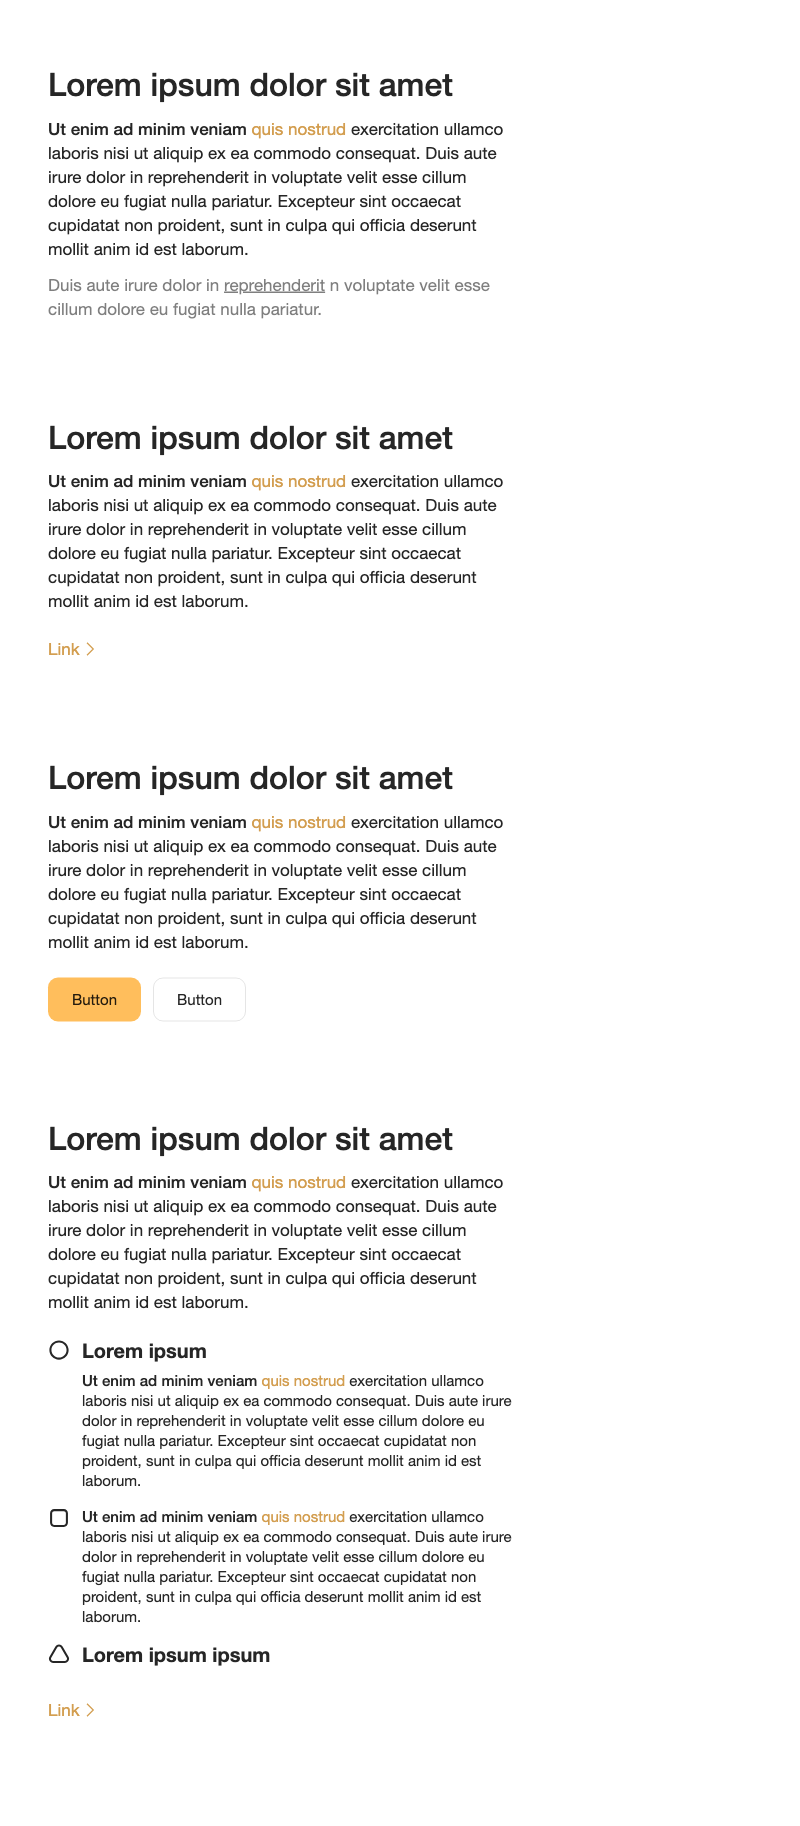 Lorem ipsum dolor sit amet
Ut enim ad minim veniam quis nostrud exercitation ullamco
laboris nisi ut aliquip ex ea commodo consequat. Duis aute
irure dolor in reprehenderit in voluptate velit esse cillum
dolore eu fugiat nulla pariatur. Excepteur sint occaecat
cupidatat non proident, sunt in culpa qui officia deserunt
mollit anim id est laborum.
Duis aute irure dolor in reprehenderit n voluptate velit esse
cillum dolore eu fugiat nulla pariatur.
Lorem ipsum dolor sit amet
Ut enim ad minim veniam quis nostrud exercitation ullamco
laboris nisi ut aliquip ex ea commodo consequat. Duis aute
irure dolor in reprehenderit in voluptate velit esse cillum
dolore eu fugiat nulla pariatur. Excepteur sint occaecat
cupidatat non proident, sunt in culpa qui officia deserunt
mollit anim id est laborum.
Link
Lorem ipsum dolor sit amet
Ut enim ad minim veniam quis nostrud exercitation ullamco
laboris nisi ut aliquip ex ea commodo consequat. Duis aute
irure dolor in reprehenderit in voluptate velit esse cillum
dolore eu fugiat nulla pariatur. Excepteur sint occaecat
cupidatat non proident, sunt in culpa qui officia deserunt
mollit anim id est laborum.
Button Button
Lorem ipsum dolor sit amet
Ut enim ad minim veniam quis nostrud exercitation ullamco
laboris nisi ut aliquip ex ea commodo consequat. Duis aute
irure dolor in reprehenderit in voluptate velit esse cillum
dolore eu fugiat nulla pariatur. Excepteur sint occaecat
cupidatat non proident, sunt in culpa qui officia deserunt
mollit anim id est laborum.
Lorem ipsum
Ut enim ad minim veniam quis nostrud exercitation ullamco
laboris nisi ut aliquip ex ea commodo consequat. Duis aute irure
dolor in reprehenderit in voluptate velit esse cillum dolore eu
fugiat nulla pariatur. Excepteur sint occaecat cupidatat non
proident, sunt in culpa qui officia deserunt mollit anim id est
laborum.
Ut enim ad minim veniam quis nostrud exercitation ullamco
laboris nisi ut aliquip ex ea commodo consequat. Duis aute irure
dolor in reprehenderit in voluptate velit esse cillum dolore eu
fugiat nulla pariatur. Excepteur sint occaecat cupidatat non
proident, sunt in culpa qui officia deserunt mollit anim id est
laborum.
Lorem ipsum ipsum
Link